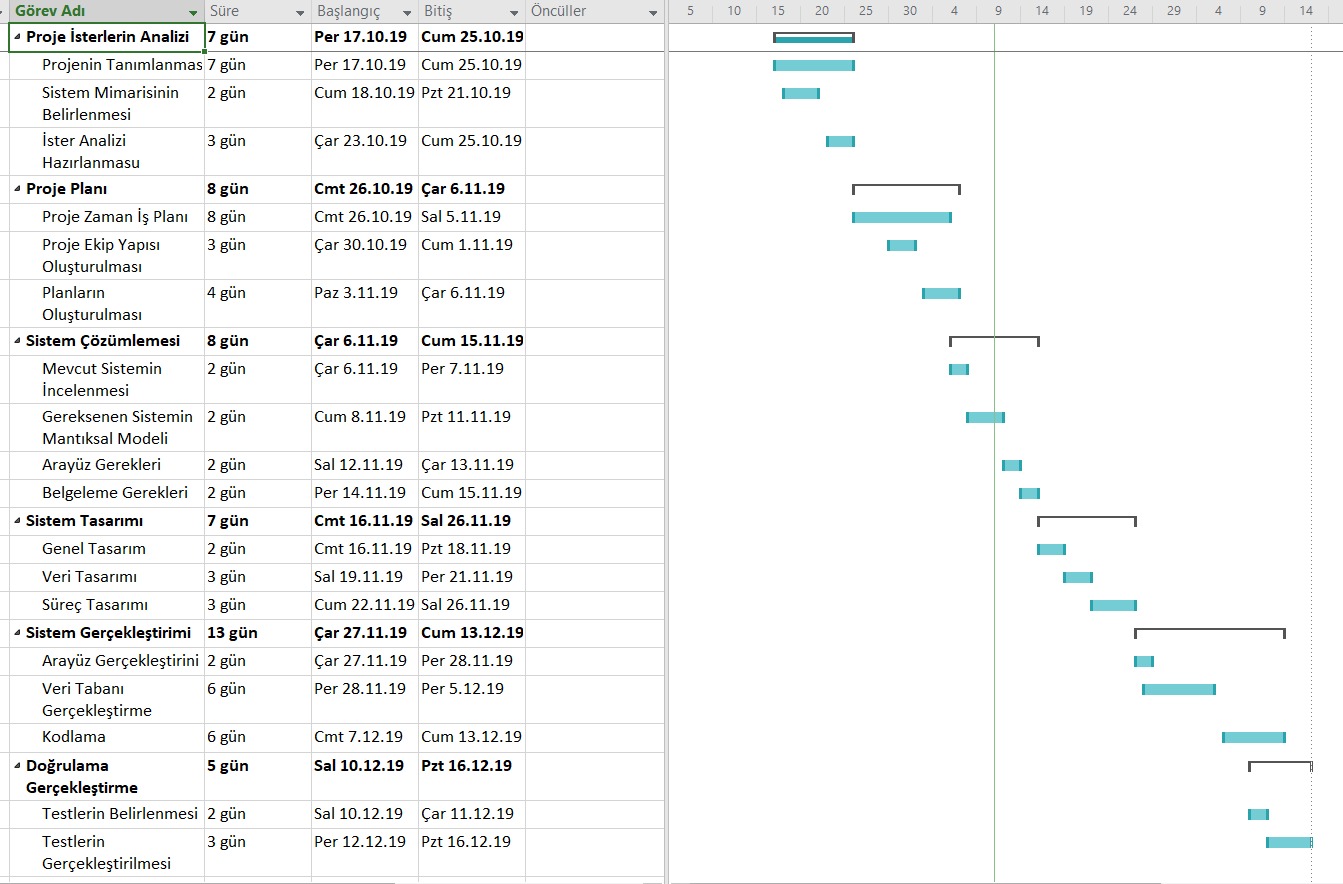 Görev Adı Süre Başlangıç Bitiş Öncüller 5 10 15 20 25 30 4 9 14 19 24 29 4 9 14
Proje İsterlerin Analizi 7 gün Per 17.10.19 Cum 25.10.19
Projenin Tanımlanmas 7 gün Per 17.10.19 Cum 25.10.19
Sistem Mimarisinin 2 gün Cum 18.10.19 Pzt 21.10.19
Belirlenmesi
İster Analizi 3 gün Çar 23.10.19 Cum 25.10.19
Hazırlanmasu
Proje Planı 8 gün Cmt 26.10.19 Çar 6.11.19
Proje Zaman İş Planı 8 gün Cmt 26.10.19 Sal 5.11.19
Proje Ekip Yapısı 3 gün Çar 30.10.19 Cum 1.11.19
Oluşturulması
Planların 4 gün Paz 3.11.19 Çar 6.11.19
Oluşturulması
Sistem Çözümlemesi 8 gün Çar 6.11.19 Cum 15.11.19
Mevcut Sistemin 2 gün Çar 6.11.19 Per 7.11.19
İncelenmesi
Gereksenen Sistemin 2 gün Cum 8.11.19 Pzt 11.11.19
Mantıksal Modeli
Arayüz Gerekleri 2 gün Sal 12.11.19 Çar 13.11.19
Belgeleme Gerekleri 2 gün Per 14.11.19 Cum 15.11.19
Sistem Tasarımı 7 gün Cmt 16.11.19 Sal 26.11.19
Genel Tasarım 2 gün Cmt 16.11.19 Pzt 18.11.19
Veri Tasarımı 3 gün Sal 19.11.19 Per 21.11.19
Süreç Tasarımı 3 gün Cum 22.11.19 Sal 26.11.19
Sistem Gerçekleştirimi 13 gün Çar 27.11.19 Cum 13.12.19
Arayüz Gerçekleştirini 2 gün Çar 27.11.19 Per 28.11.19
Veri Tabanı 6 gün Per 28.11.19 Per 5.12.19
Gerçekleştirme
Kodlama 6 gün Cmt 7.12.19 Cum 13.12.19
Doğrulama 5 gün Sal 10.12.19 Pzt 16.12.19
Gerçekleştirme
Testlerin Belirlenmesi 2 gün Sal 10.12.19 Çar 11.12.19
Testlerin 3 gün Per 12.12.19 Pzt 16.12.19
Gerçekleştirilmesi